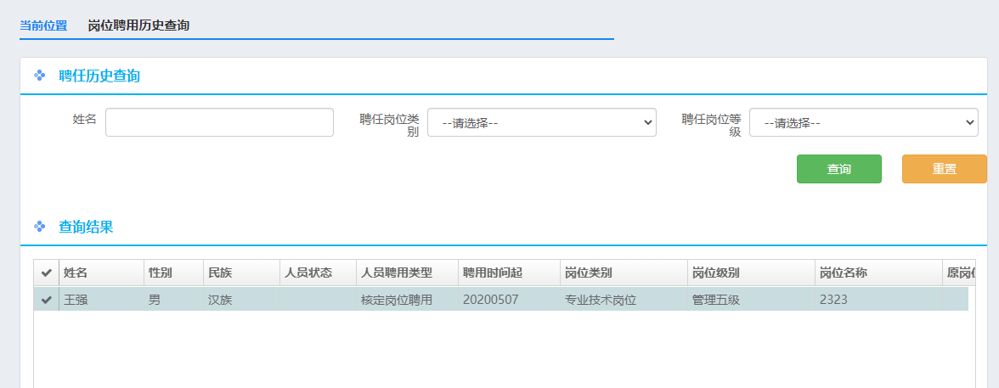 当前位置 岗位聘用历史查询
聘任历史查询
姓名 聘任岗位类别 --请选择-- 聘任岗位等级 --请选择--
查询 重置
查询结果
姓名 性别 民族 人员状态 人员聘用类型 聘用时间起 岗位类别 岗位级别 岗位名称 原岗
王强 男 汉族 核定岗位聘用 20200507 专业技术岗位 管理五级 2323